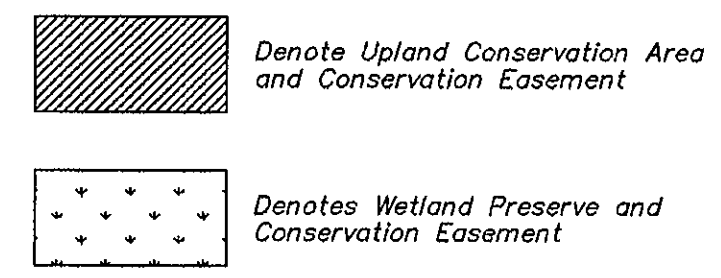 Denote Upland Conservation Area
and Conservation Easement
Denotes Wetland Preserve and
Conservation Easement